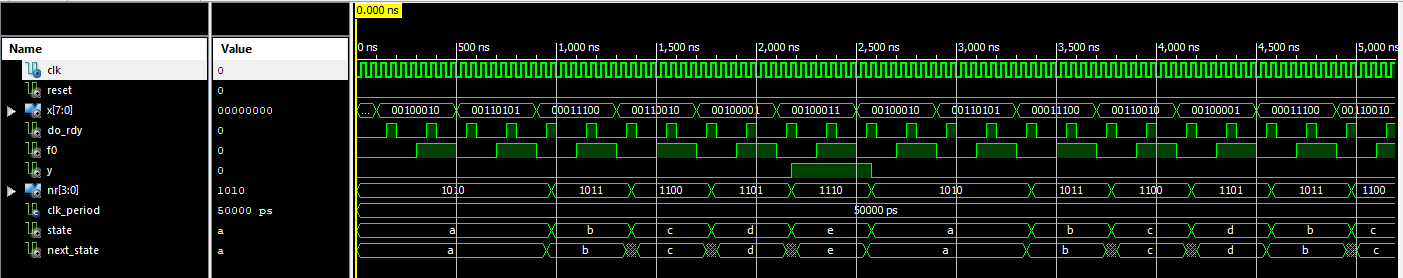 0.000 ns
Name Value 0 ns 500 ns 1,000 ns 1,500 ns 2,000 ns 2,500 ns 3,000 ns 3,500 ns 4,000 ns 4,500 ns 5,000 ns
clk 0
reset 0
x[7:0] 00000000 ... 00100010 00110101 00011100 00110010 00100001 00100011 00100010 00110101 00011100 00110010 00100001 00011100 00110010
do_rdy 0
f0 0
y 0
nr[3:0] 1010 1010 1011 1100 1101 1110 1010 1011 1100 1101 1011 1100
clk_period 50000 ps 50000 ps
state a a b c d e a b c d b c
next_state a a b c d e a b c d b c